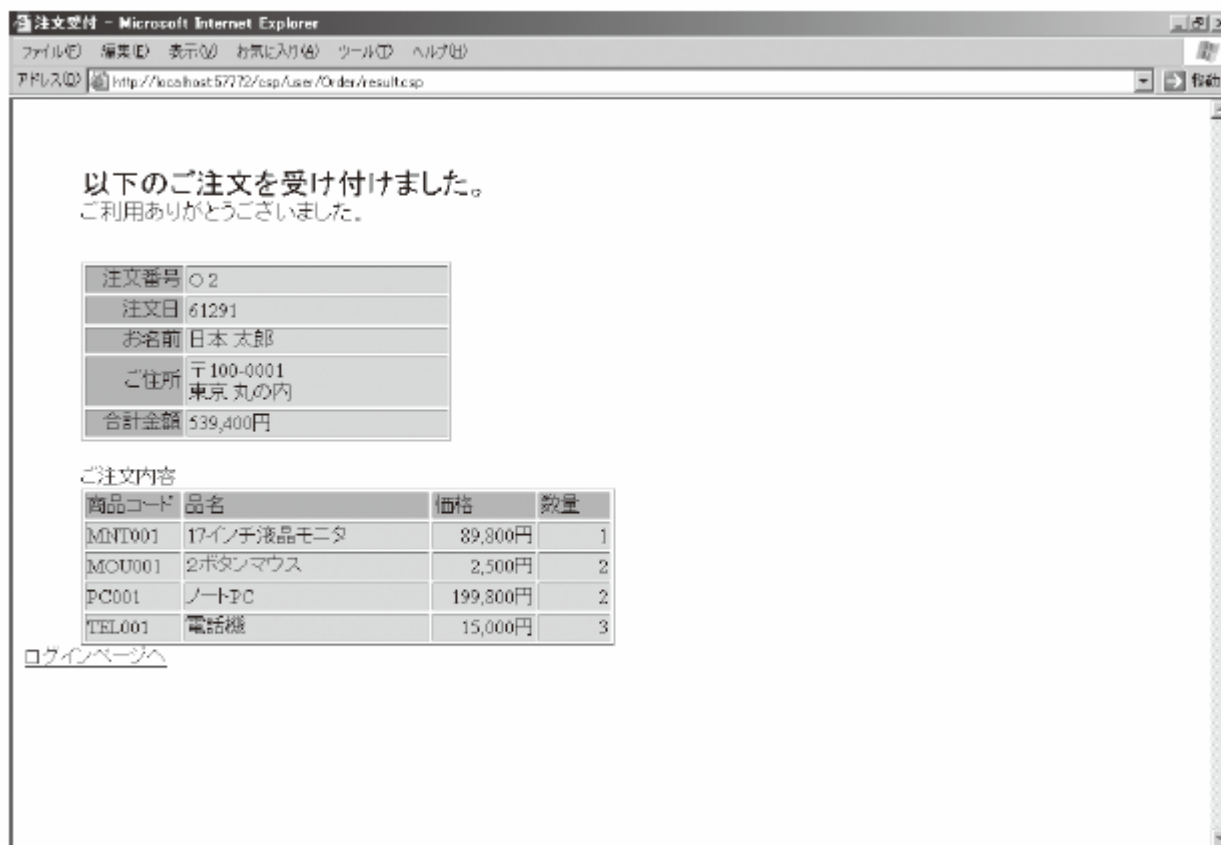 注文受付 - Microsoft Internet Explorer
ファイル(F) 編集(E) 表示(V) お気に入り(A) ツール(T) ヘルプ(H)
アドレス(D) http://localhost:57772/csp/user/Order/result.csp 移動
以下のご注文を受け付けました。
ご利用ありがとうございました。
注文番号 O2
注文日 61291
お名前 日本 太郎
ご住所 〒100-0001
東京 丸の内
合計金額 539,400円
ご注文内容
商品コード 品名 価格 数量
MNT001 17インチ液晶モニタ 89,800円 1
MOU001 2ボタンマウス 2,500円 2
PC001 ノートPC 199,800円 2
TEL001 電話機 15,000円 3
ログインページへ